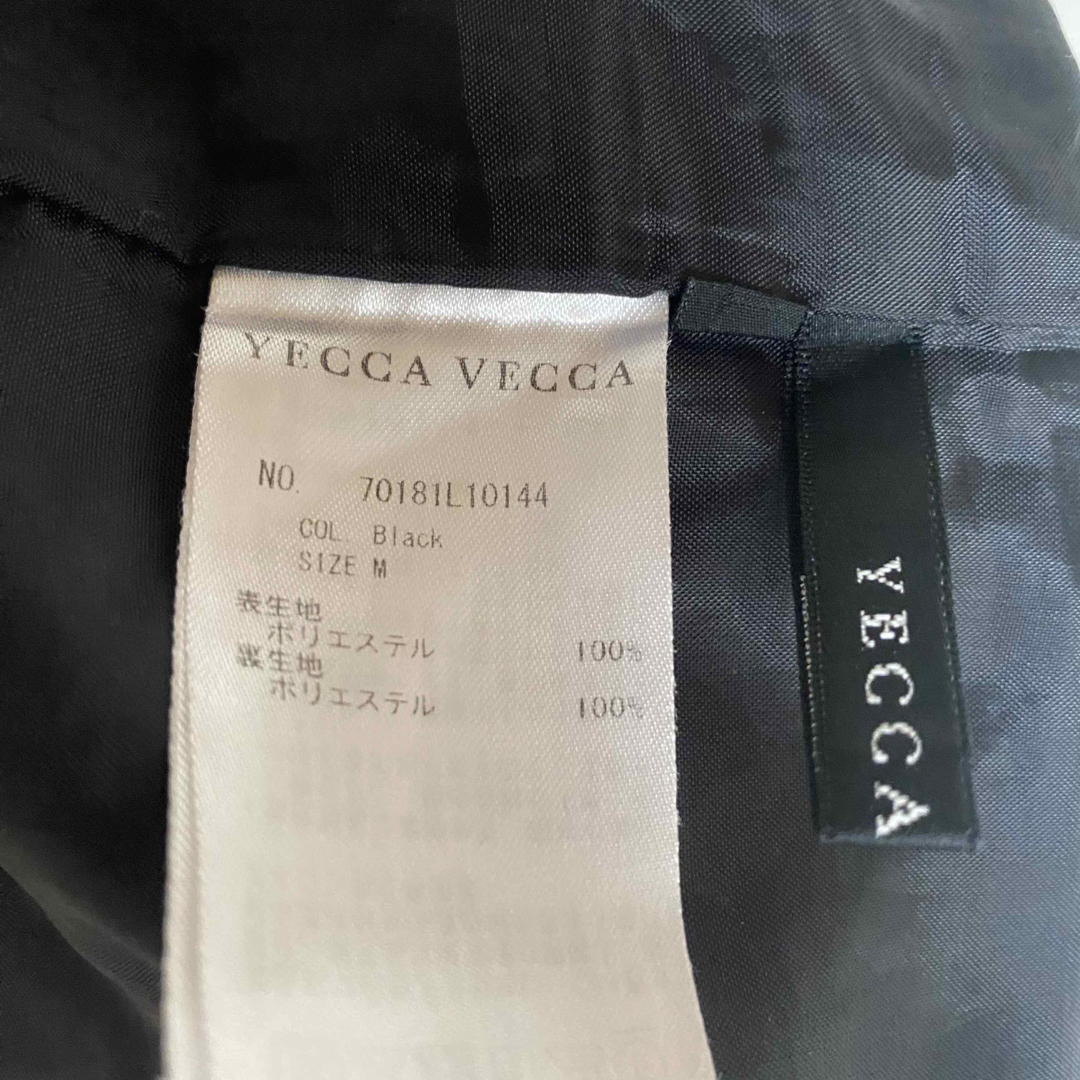 YECCA VECCA
NO. 70181L10144
COL. Black
SIZE M
表生地
ポリエステル 100%
裏生地
ポリエステル 100%
YECCA